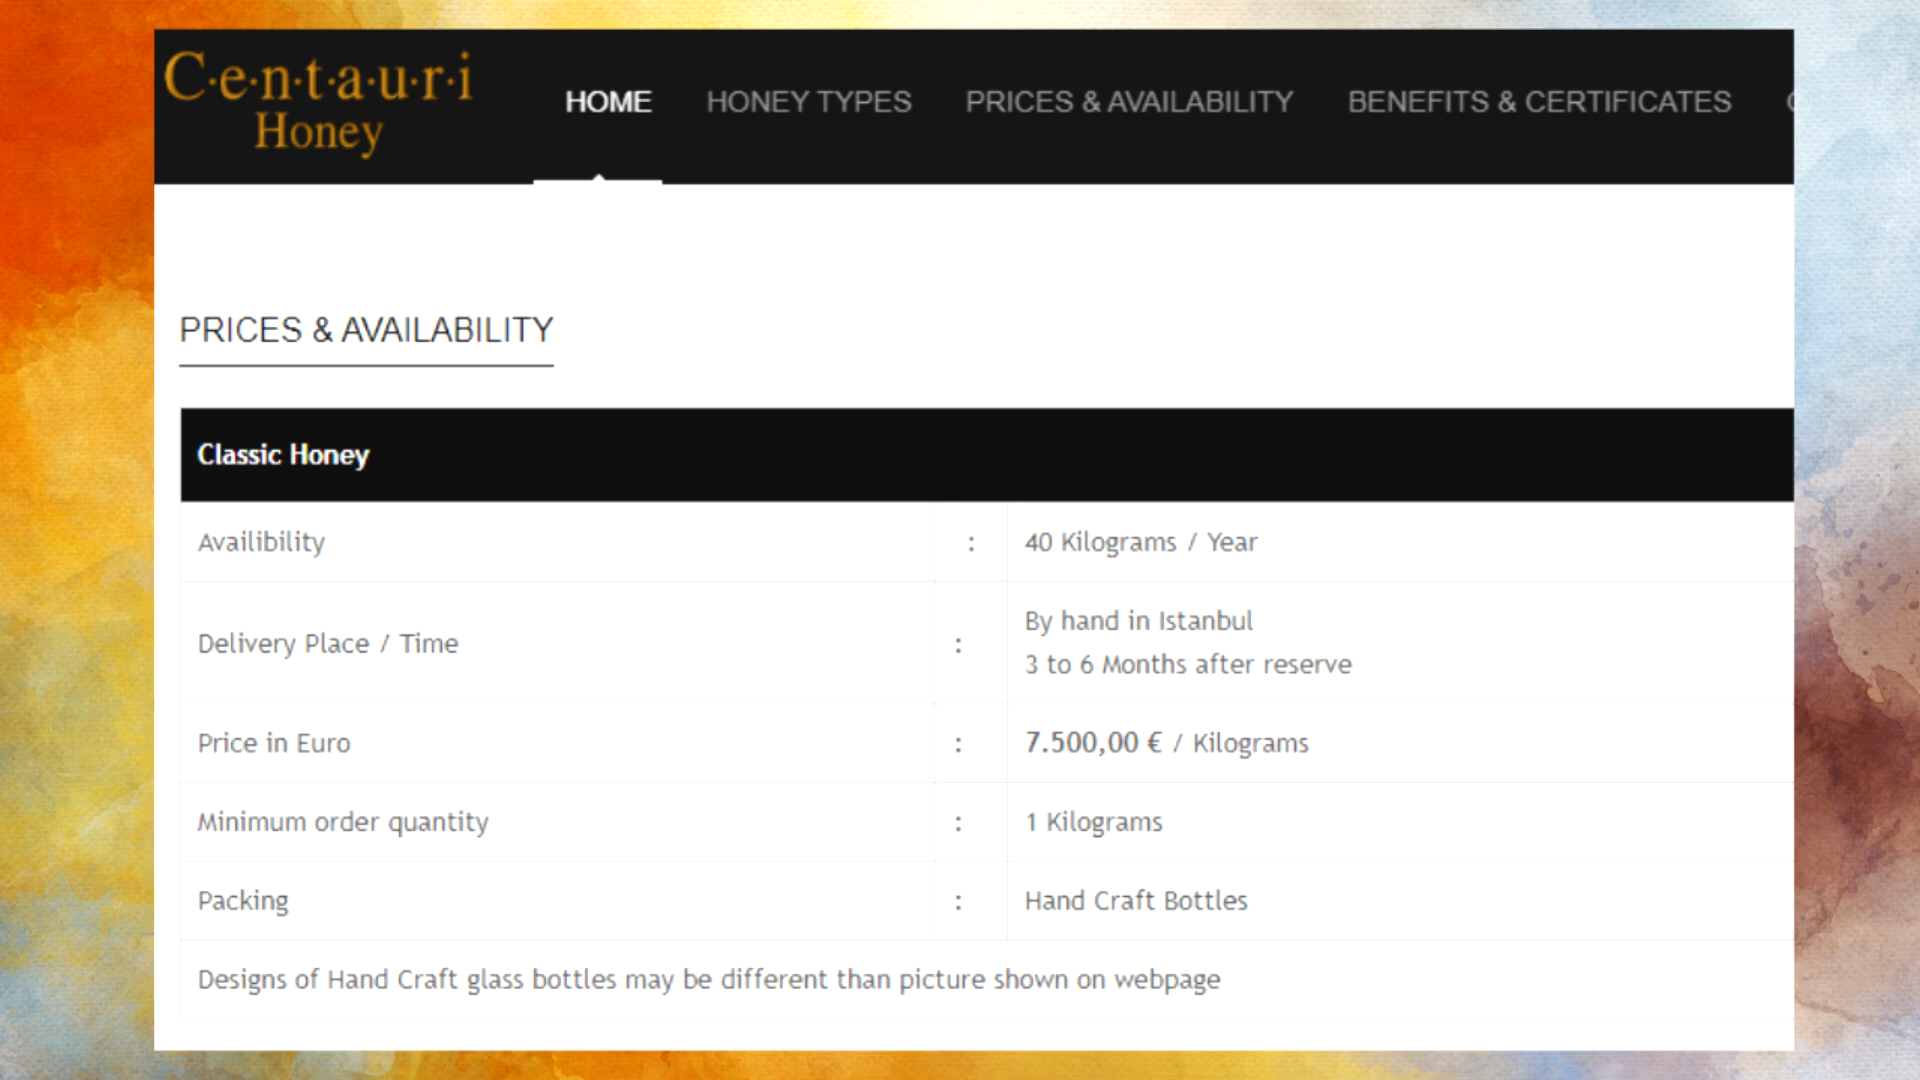 C·e·n·t·a·u·r·i
Honey
HOME
HONEY TYPES
PRICES & AVAILABILITY
BENEFITS & CERTIFICATES
PRICES & AVAILABILITY
Classic Honey
Availibility : 40 Kilograms / Year
Delivery Place / Time : By hand in Istanbul
3 to 6 Months after reserve
Price in Euro : 7.500,00 € / Kilograms
Minimum order quantity : 1 Kilograms
Packing : Hand Craft Bottles
Designs of Hand Craft glass bottles may be different than picture shown on webpage